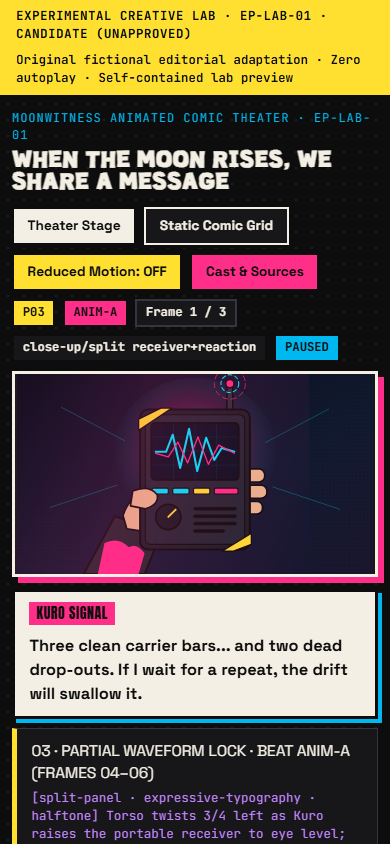 EXPERIMENTAL CREATIVE LAB · EP-LAB-01 ·
CANDIDATE (UNAPPROVED)
Original fictional editorial adaptation · Zero
autoplay · Self-contained lab preview
MOONWITNESS ANIMATED COMIC THEATER · EP-LAB-
01
WHEN THE MOON RISES, WE
SHARE A MESSAGE
Theater Stage
Static Comic Grid
Reduced Motion: OFF
Cast & Sources
P03
ANIM-A
Frame 1 / 3
close-up/split receiver+reaction
PAUSED
KURO SIGNAL
Three clean carrier bars... and two dead
drop-outs. If I wait for a repeat, the drift
will swallow it.
03 · PARTIAL WAVEFORM LOCK · BEAT ANIM-A
(FRAMES 04–06)
[split-panel · expressive-typography ·
halftone] Torso twists 3/4 left as Kuro
raises the portable receiver to eye level;